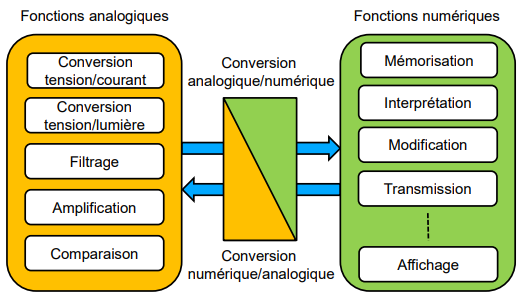 Fonctions analogiques
Conversion
tension/courant
Conversion
tension/lumière
Filtrage
Amplification
Comparaison
Conversion
analogique/numérique
Conversion
numérique/analogique
Fonctions numériques
Mémorisation
Interprétation
Modification
Transmission
Affichage